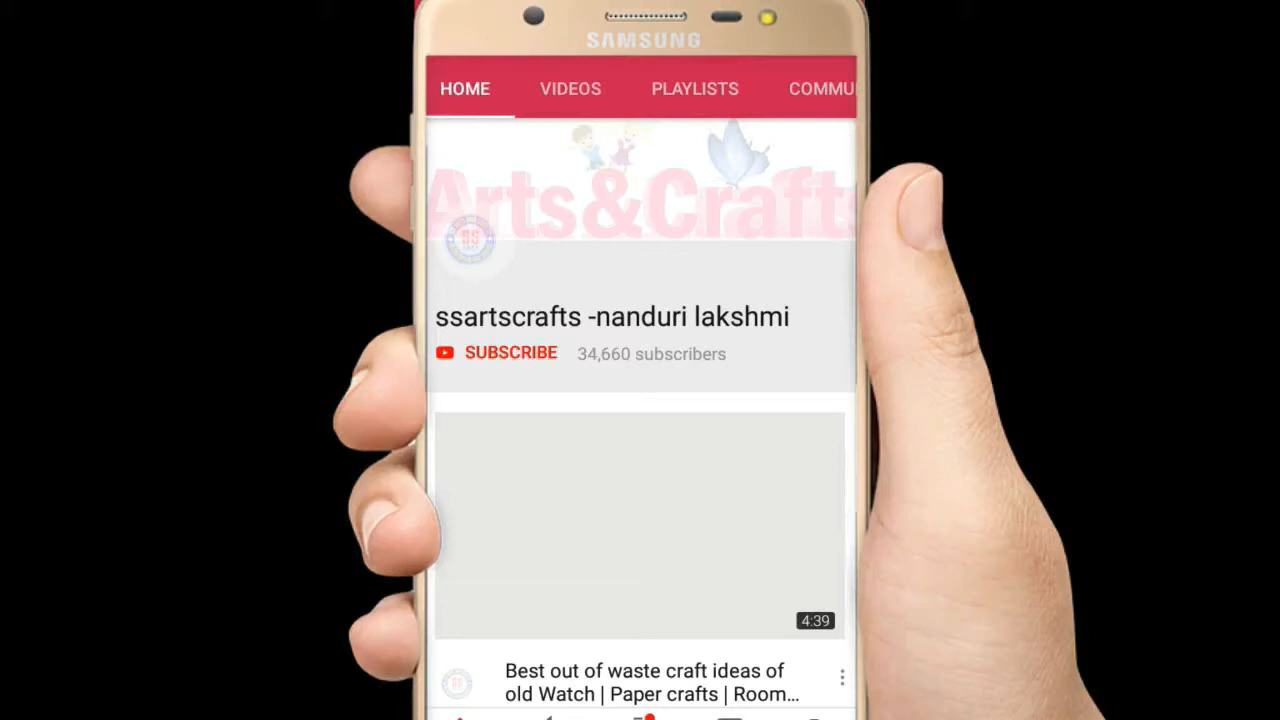 SAMSUNG
HOME VIDEOS PLAYLISTS COMMU
Arts&Crafts
SS
ssartscrafts -nanduri lakshmi
SUBSCRIBE 34,660 subscribers
4:39
Best out of waste craft ideas of
old Watch | Paper crafts | Room...